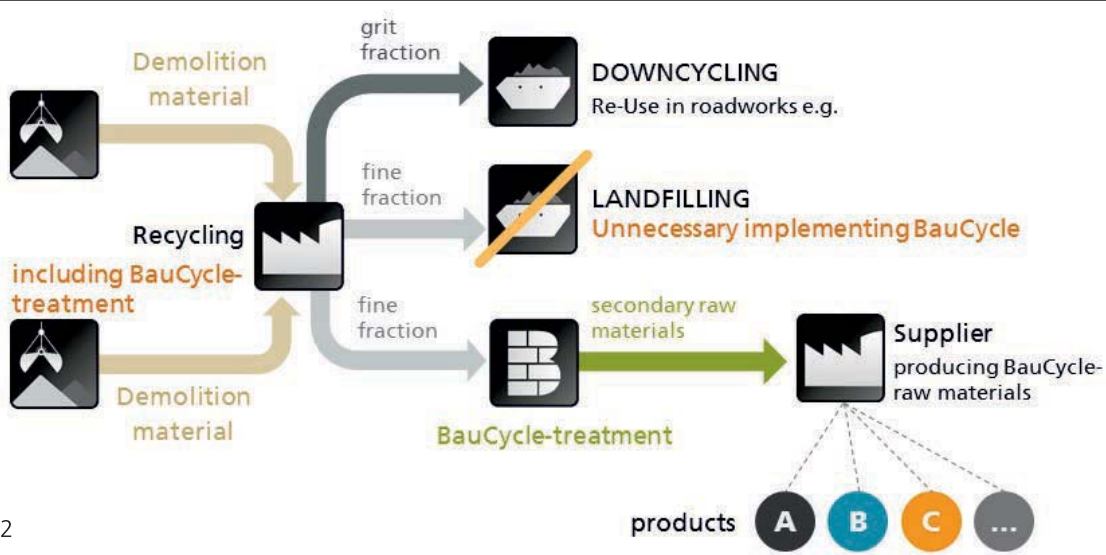 grit
fraction
Demolition
material
DOWNCYCLING
Re-Use in roadworks e.g.
fine
fraction
LANDFILLING
Unnecessary implementing BauCycle
Recycling
including BauCycle-
treatment
fine
fraction
secondary raw
materials
Supplier
producing BauCycle-
raw materials
Demolition
material
BauCycle-treatment
products
A
B
C
...
2